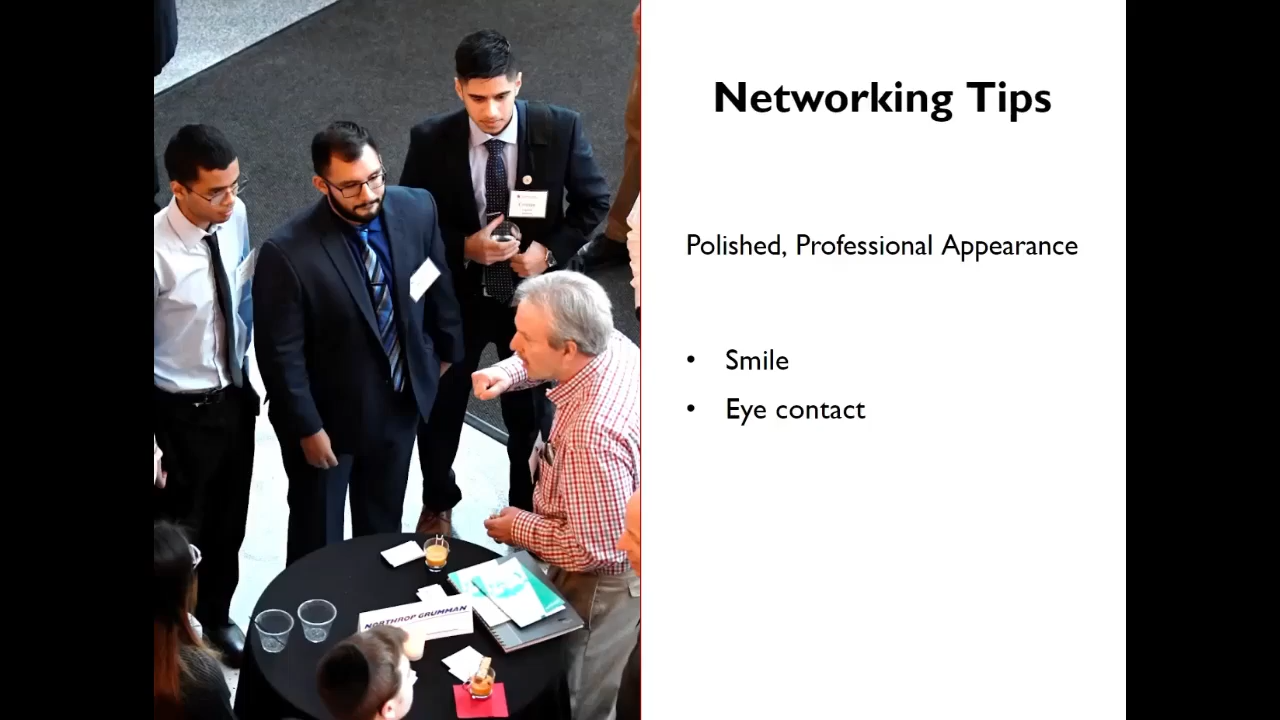 Networking Tips
Polished, Professional Appearance
• Smile
• Eye contact
NORTHROP GRUMMAN